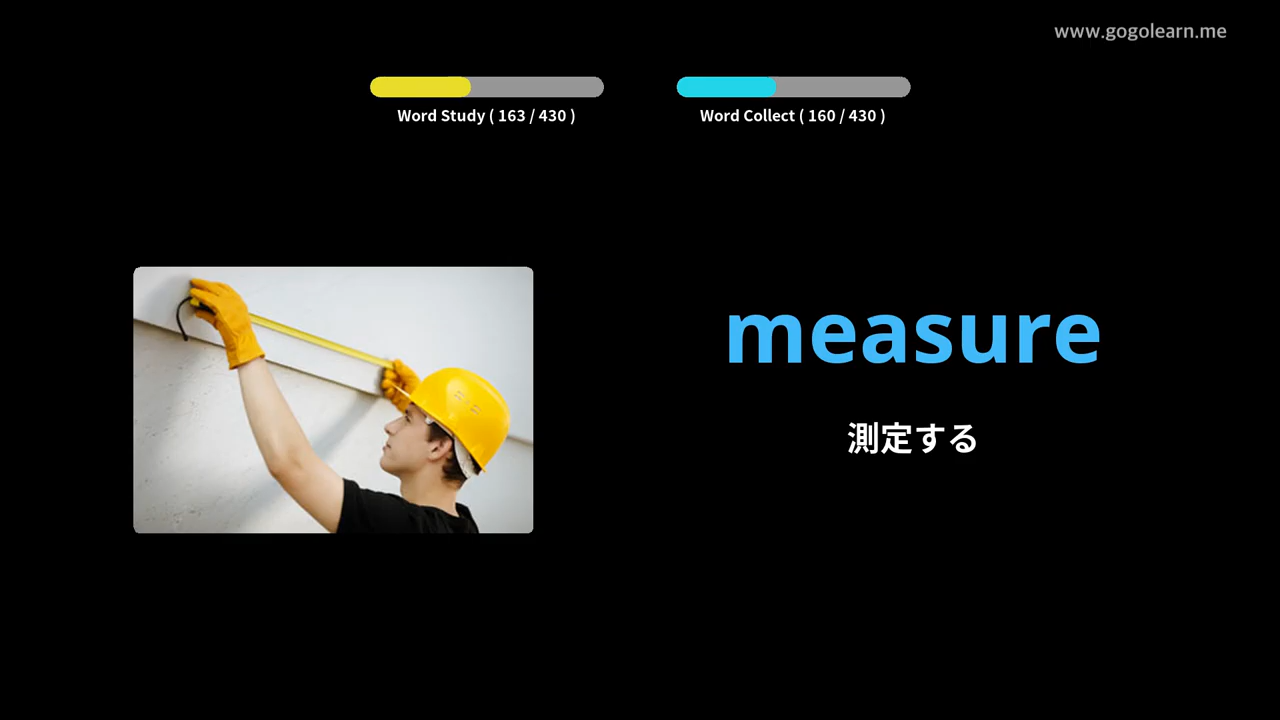 www.gogolearn.me
Word Study ( 163 / 430 )
Word Collect ( 160 / 430 )
measure
測定する